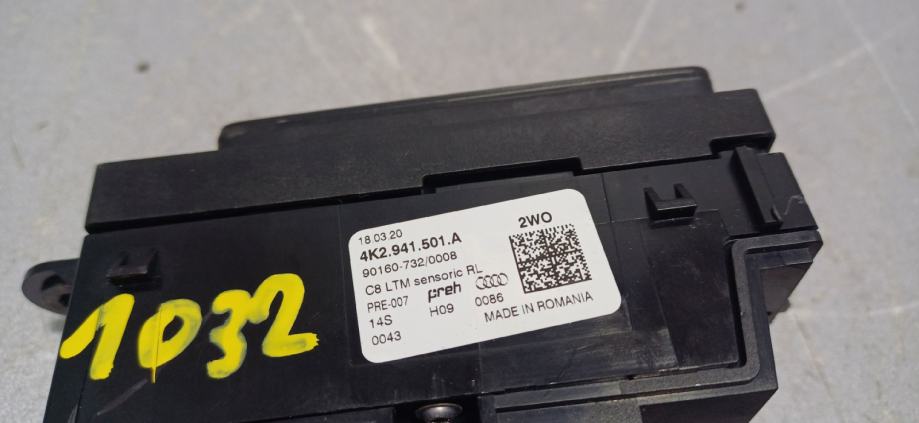 18.03.20
4K2.941.501.A
90160-732/0008
C8 LTM sensoric RL
PRE-007 preh
14S H09 0086
0043
2WO
MADE IN ROMANIA
1032